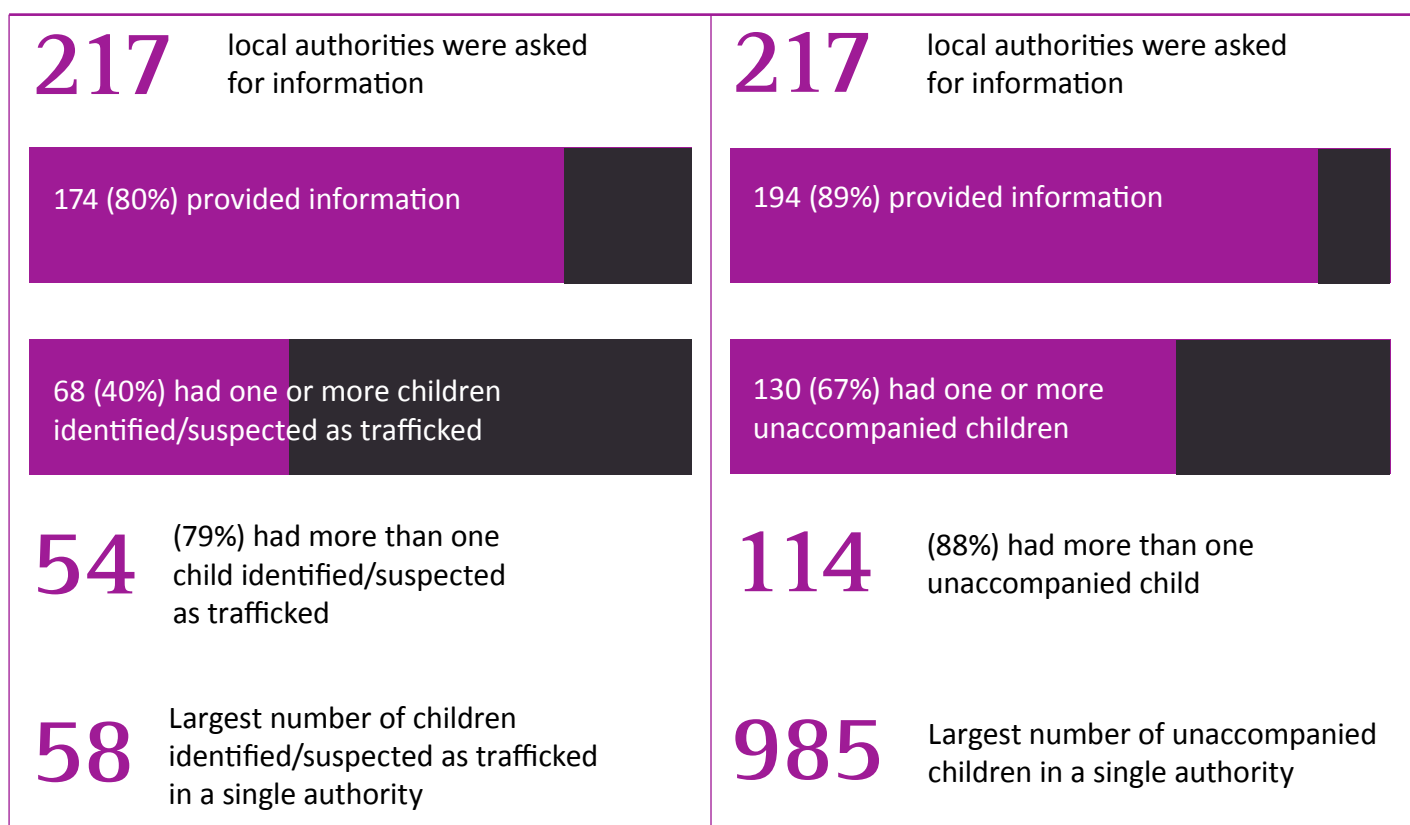 217
local authorities were asked
for information
174 (80%) provided information
68 (40%) had one or more children
identified/suspected as trafficked
54
(79%) had more than one
child identified/suspected
as trafficked
58
Largest number of children
identified/suspected as trafficked
in a single authority
217
local authorities were asked
for information
194 (89%) provided information
130 (67%) had one or more
unaccompanied children
114
(88%) had more than one
unaccompanied child
985
Largest number of unaccompanied
children in a single authority